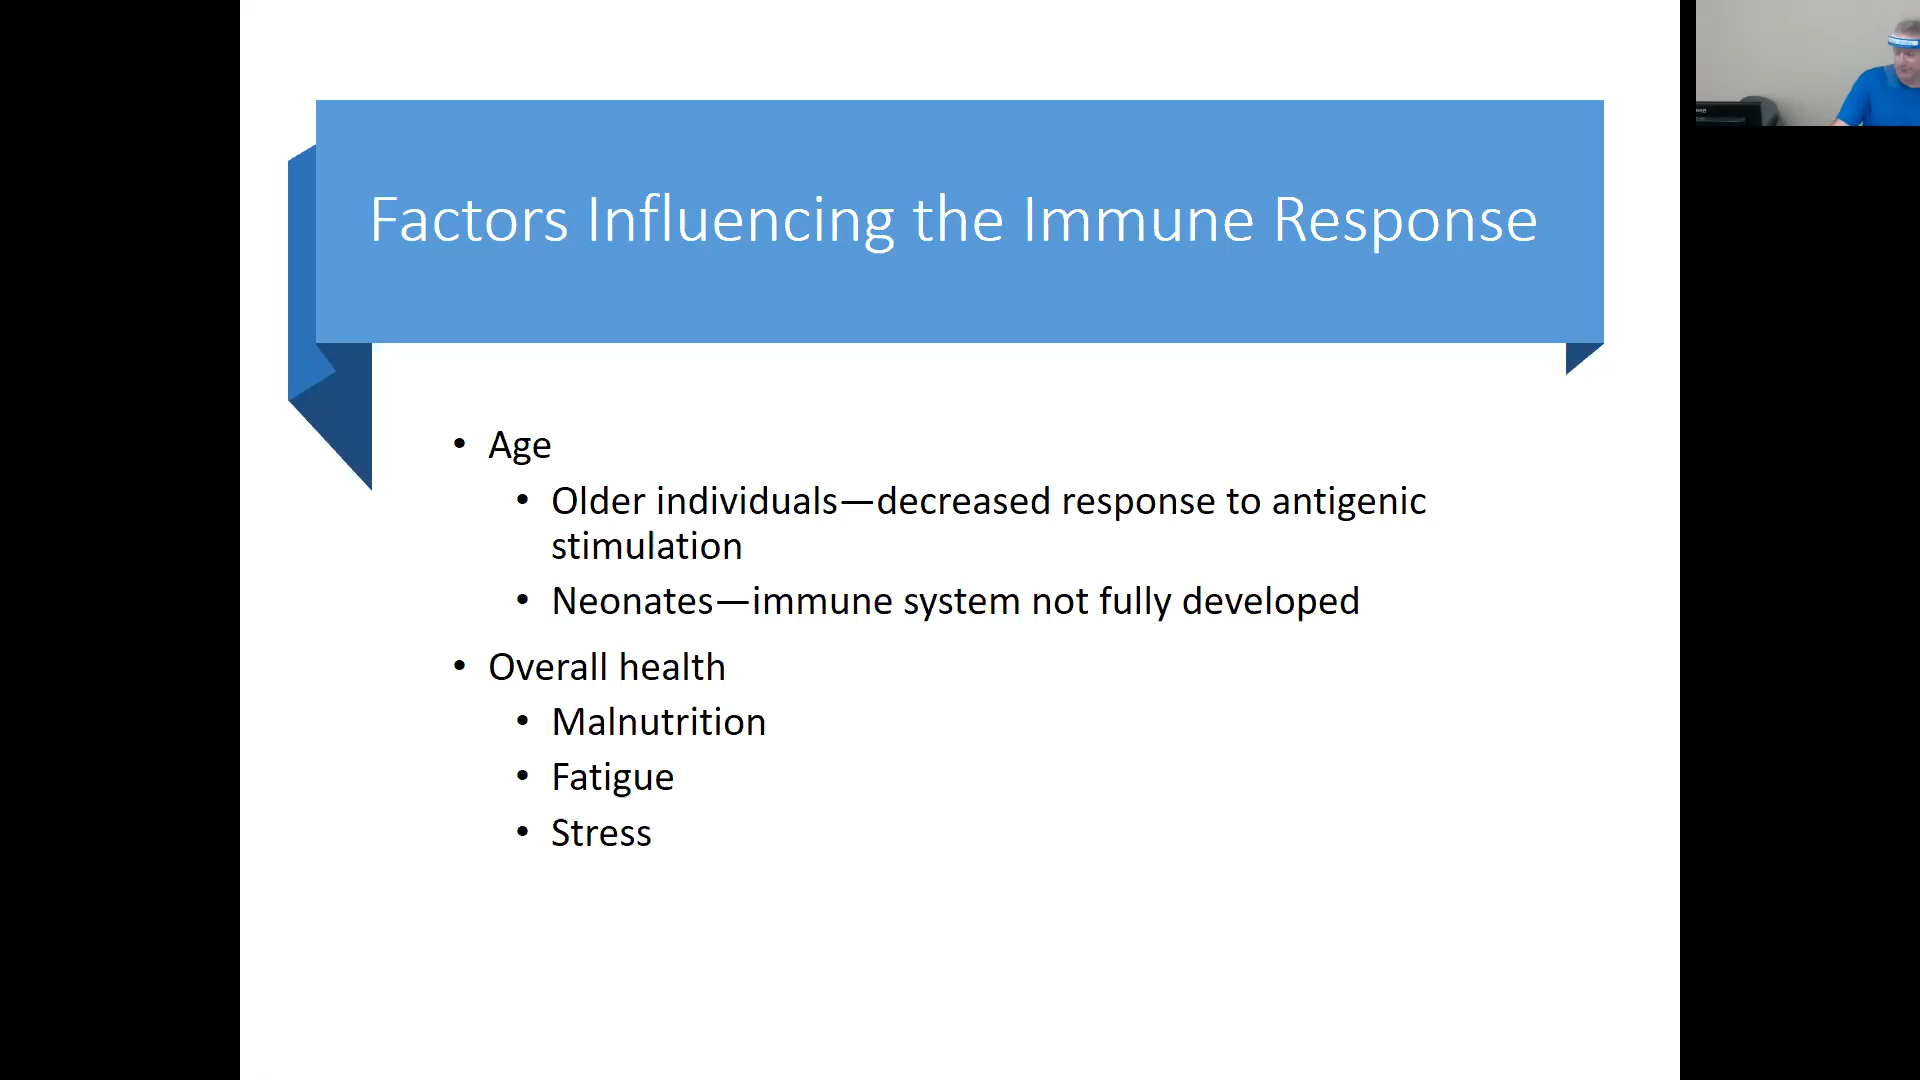 Factors Influencing the Immune Response
• Age
• Older individuals—decreased response to antigenic
stimulation
• Neonates—immune system not fully developed
• Overall health
• Malnutrition
• Fatigue
• Stress